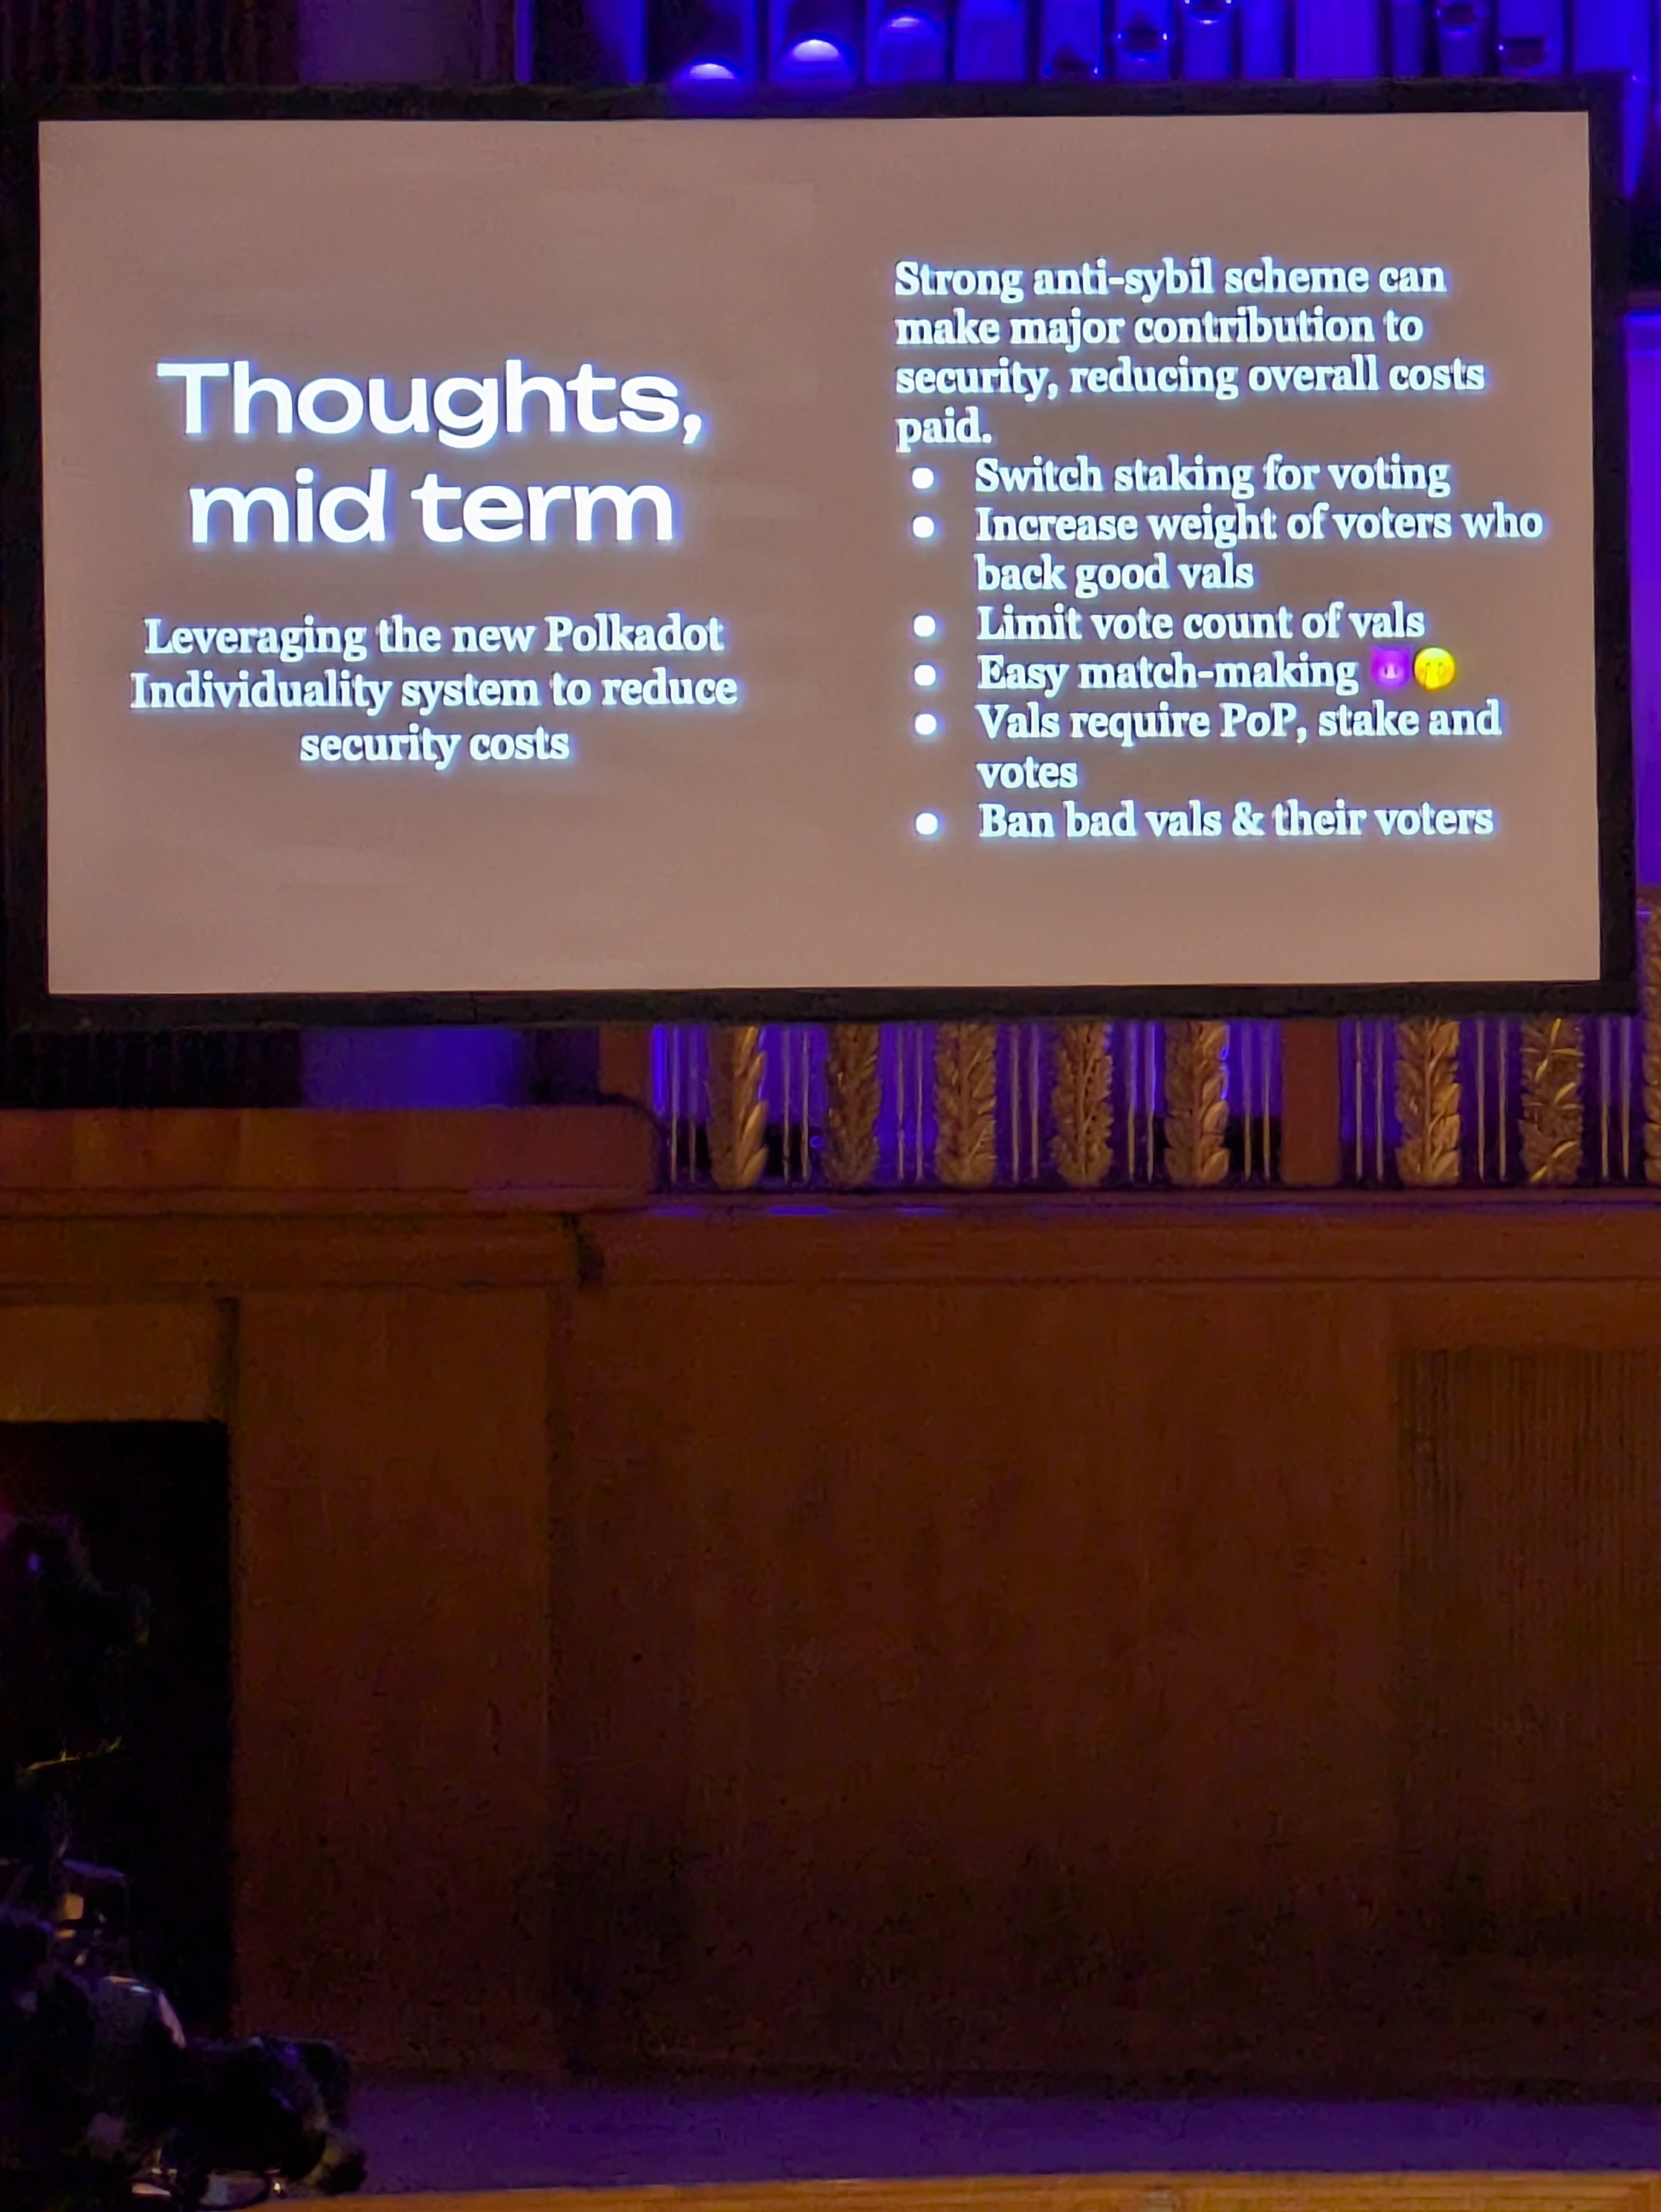 Thoughts,
mid term
Leveraging the new Polkadot
Individuality system to reduce
security costs
Strong anti-sybil scheme can
make major contribution to
security, reducing overall costs
paid.
● Switch staking for voting
● Increase weight of voters who
back good vals
● Limit vote count of vals
● Easy match-making 😈🫣
● Vals require PoP, stake and
votes
● Ban bad vals & their voters